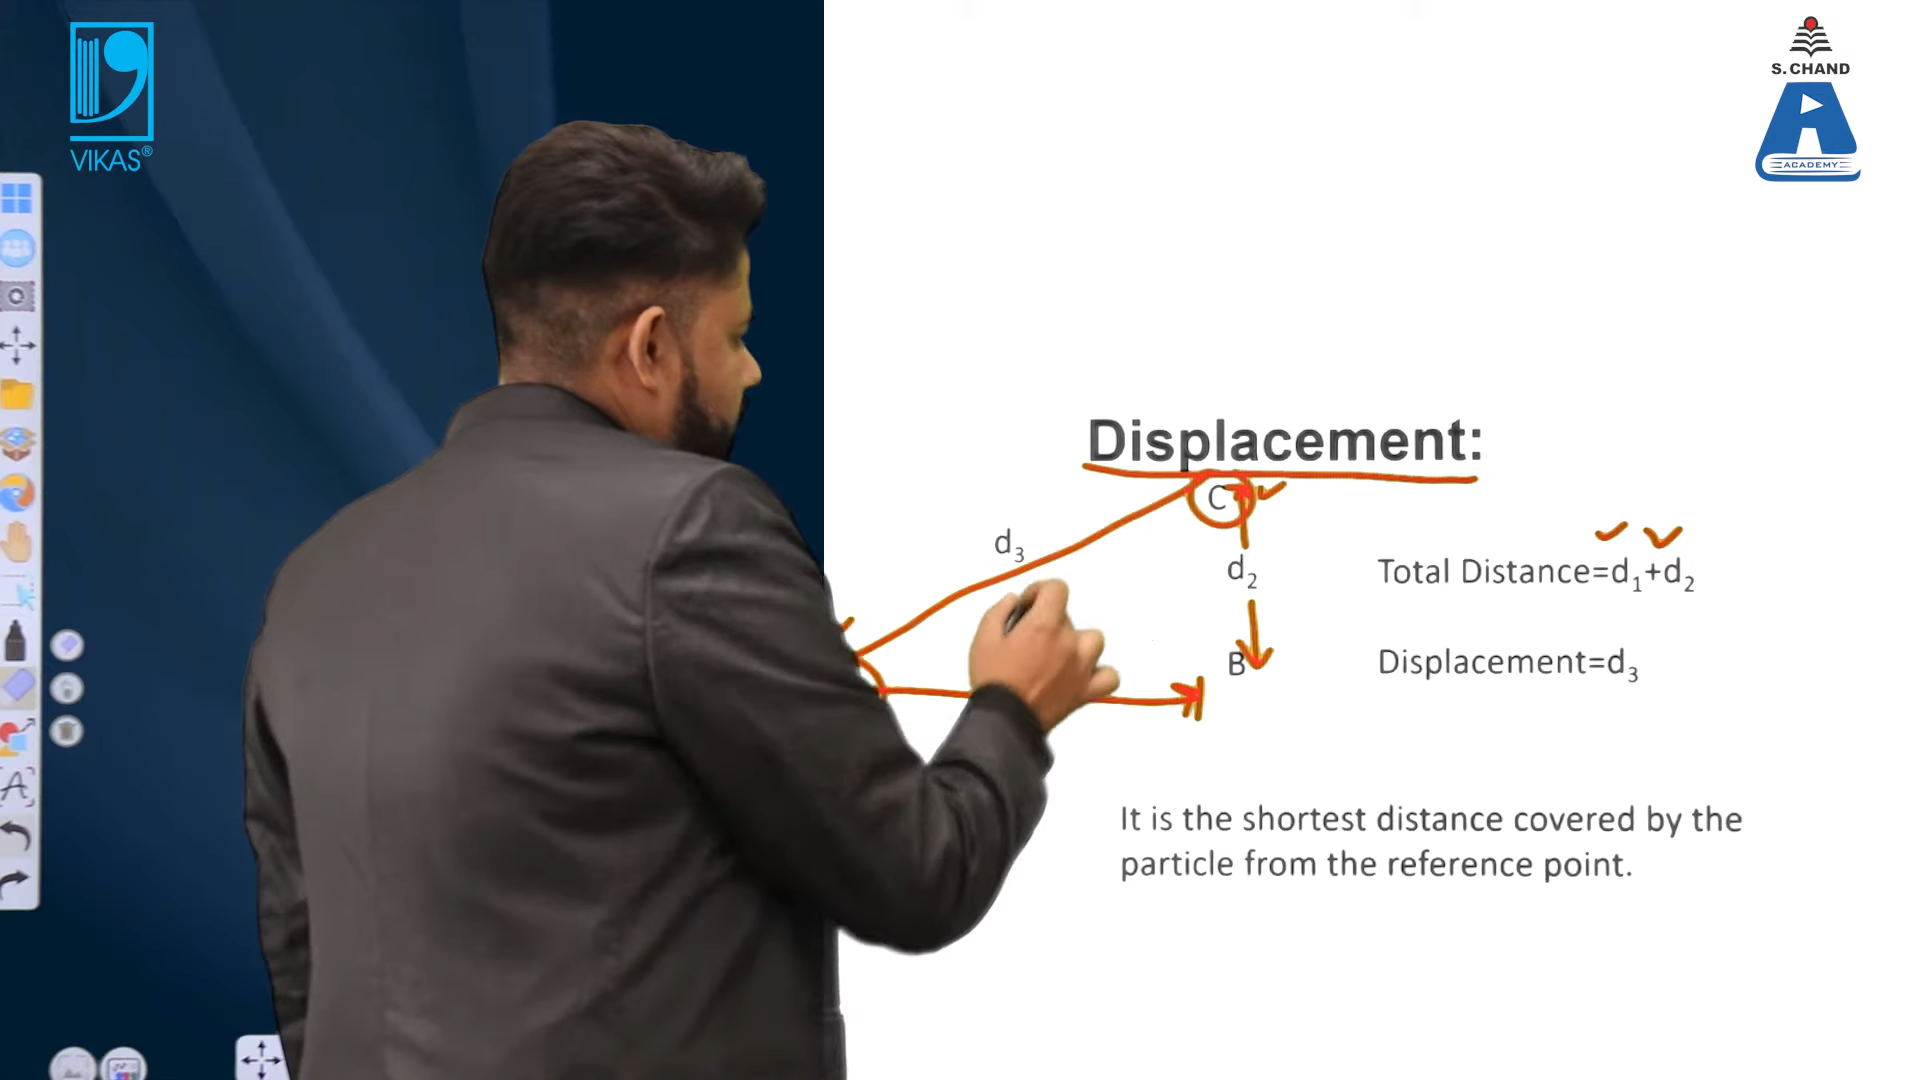 VIKAS®
S. CHAND
ACADEMY
Displacement:
C
d₃
d₂
Total Distance=d₁+d₂
B
Displacement=d₃
It is the shortest distance covered by the
particle from the reference point.